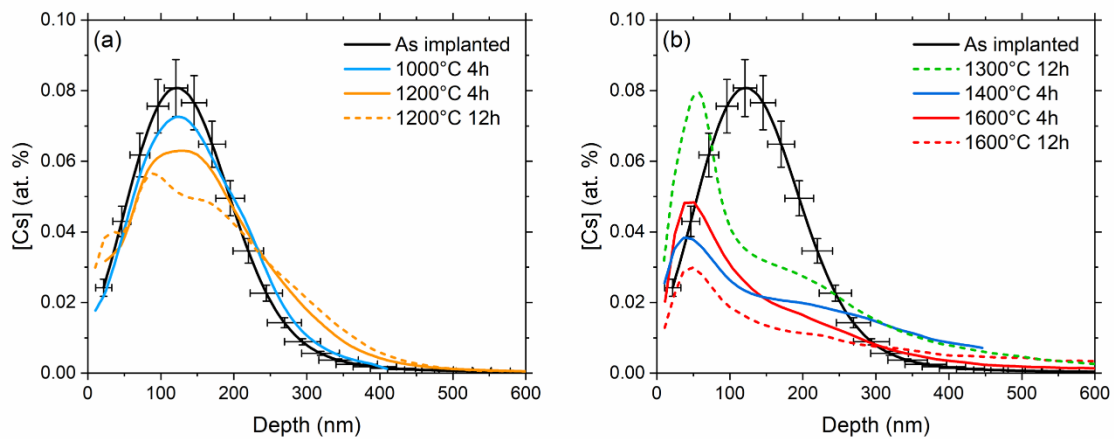 (a)
As implanted
1000°C 4h
1200°C 4h
1200°C 12h
[Cs] (at. %)
0.10
0.08
0.06
0.04
0.02
0.00
0 100 200 300 400 500 600
Depth (nm)
(b)
As implanted
1300°C 12h
1400°C 4h
1600°C 4h
1600°C 12h
[Cs] (at. %)
0.10
0.08
0.06
0.04
0.02
0.00
0 100 200 300 400 500 600
Depth (nm)